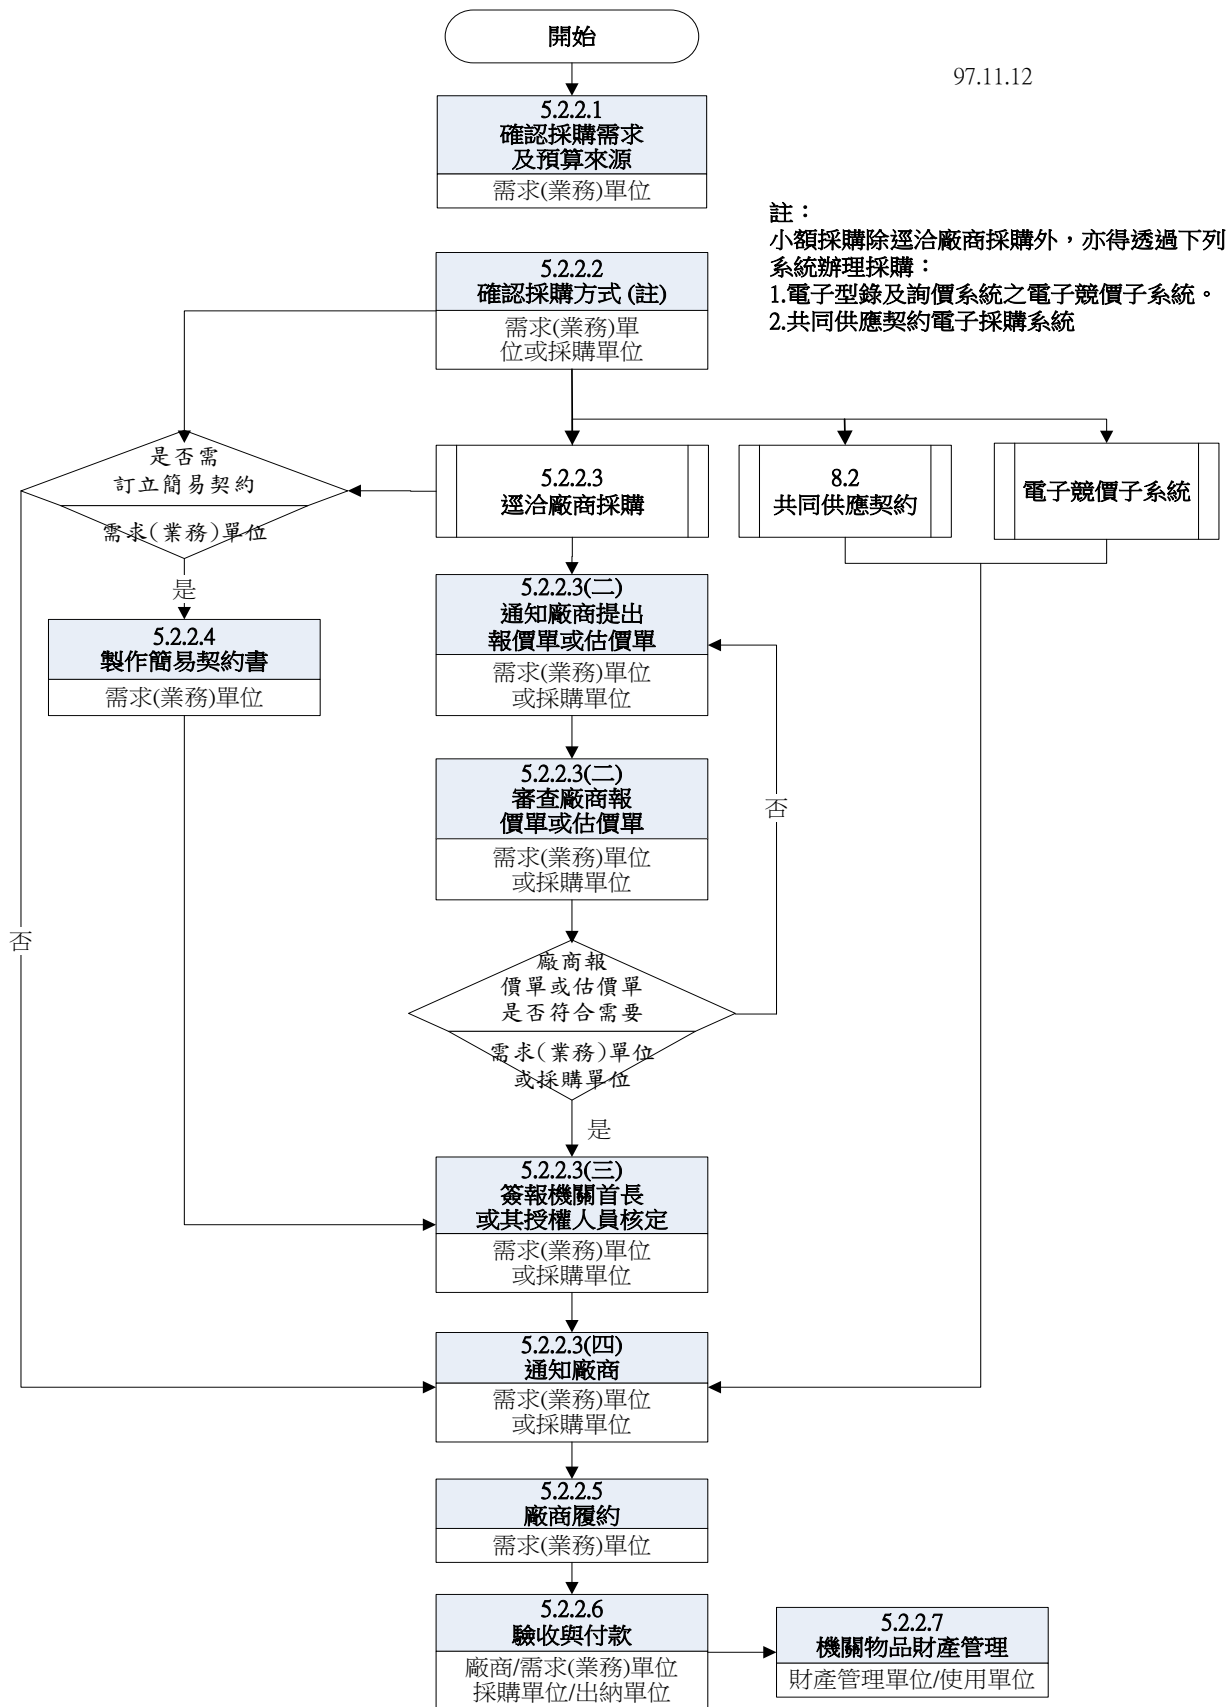 開始
97.11.12
5.2.2.1
確認採購需求
及預算來源
需求(業務)單位
註：
小額採購除逕洽廠商採購外，亦得透過下列
系統辦理採購：
1.電子型錄及詢價系統之電子競價子系統。
2.共同供應契約電子採購系統
5.2.2.2
確認採購方式 (註)
需求(業務)單
位或採購單位
是否需
訂立簡易契約
需求(業務)單位
5.2.2.3
逕洽廠商採購
8.2
共同供應契約
電子競價子系統
是
5.2.2.4
製作簡易契約書
需求(業務)單位
5.2.2.3(二)
通知廠商提出
報價單或估價單
需求(業務)單位
或採購單位
5.2.2.3(二)
審查廠商報
價單或估價單
需求(業務)單位
或採購單位
否
否
廠商報
價單或估價單
是否符合需要
需求(業務)單位
或採購單位
是
5.2.2.3(三)
簽報機關首長
或其授權人員核定
需求(業務)單位
或採購單位
5.2.2.3(四)
通知廠商
需求(業務)單位
或採購單位
5.2.2.5
廠商履約
需求(業務)單位
5.2.2.6
驗收與付款
廠商/需求(業務)單位
採購單位/出納單位
5.2.2.7
機關物品財產管理
財產管理單位/使用單位